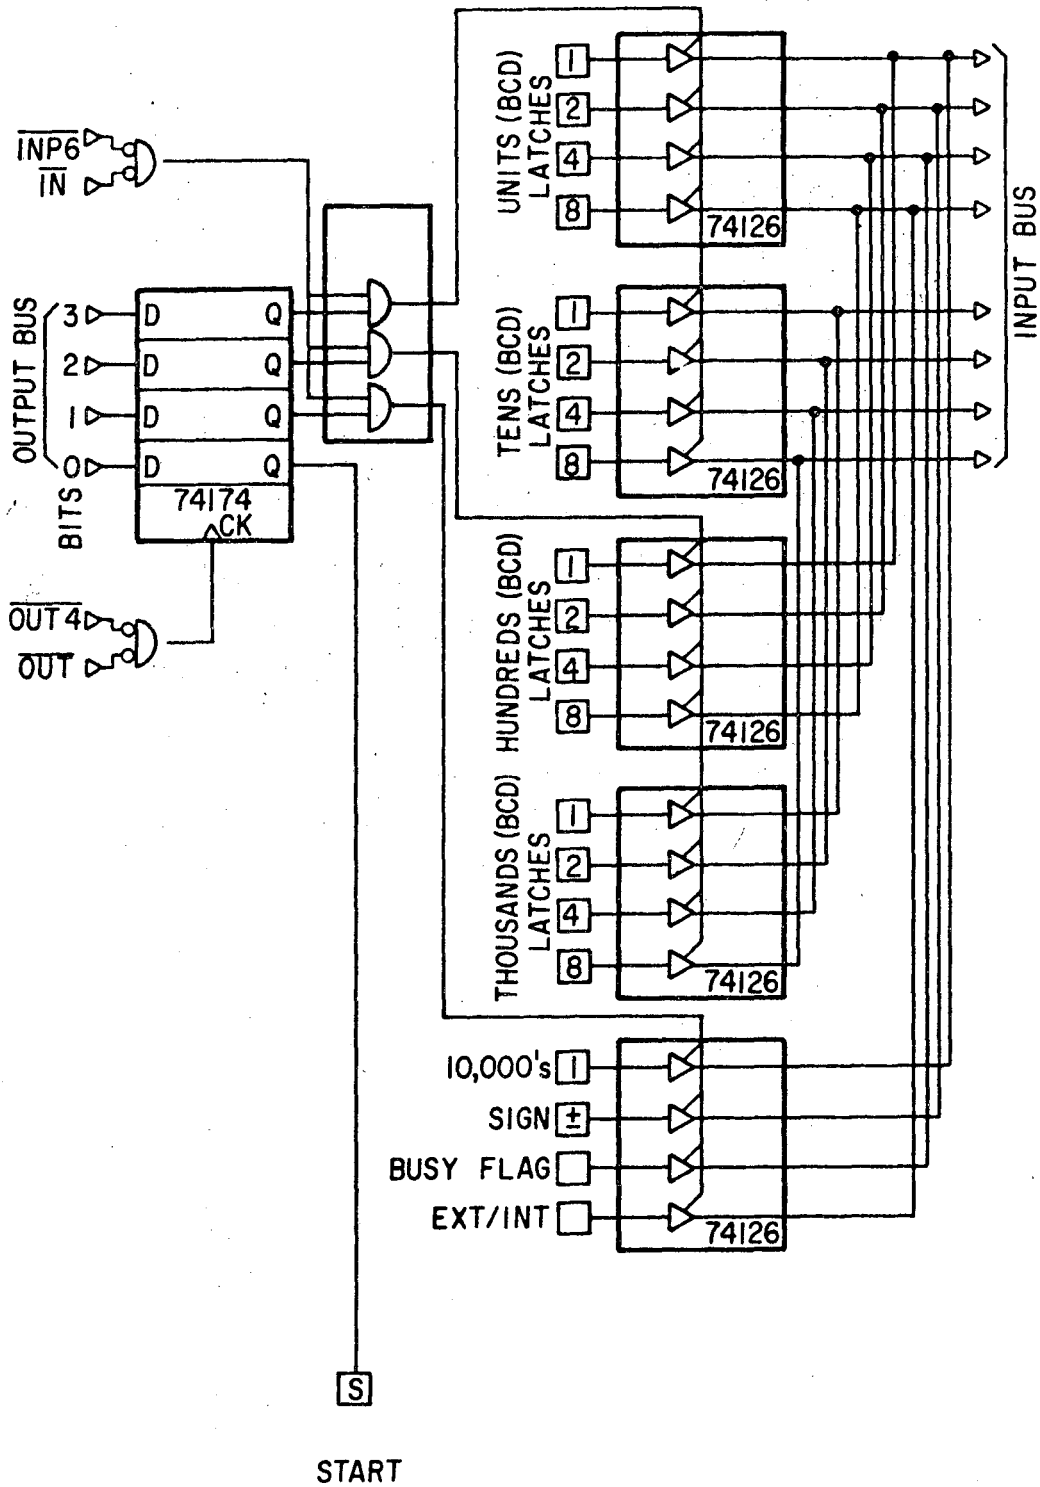 INP6
IN
OUTPUT BUS
BITS
3
2
1
0
D Q
D Q
D Q
D Q
74174
CK
OUT4
OUT
UNITS (BCD)
LATCHES
1
2
4
8
74126
TENS (BCD)
LATCHES
1
2
4
8
74126
HUNDREDS (BCD)
LATCHES
1
2
4
8
74126
THOUSANDS (BCD)
LATCHES
1
2
4
8
74126
10,000's 1
SIGN ±
BUSY FLAG
EXT/INT
74126
INPUT BUS
S
START